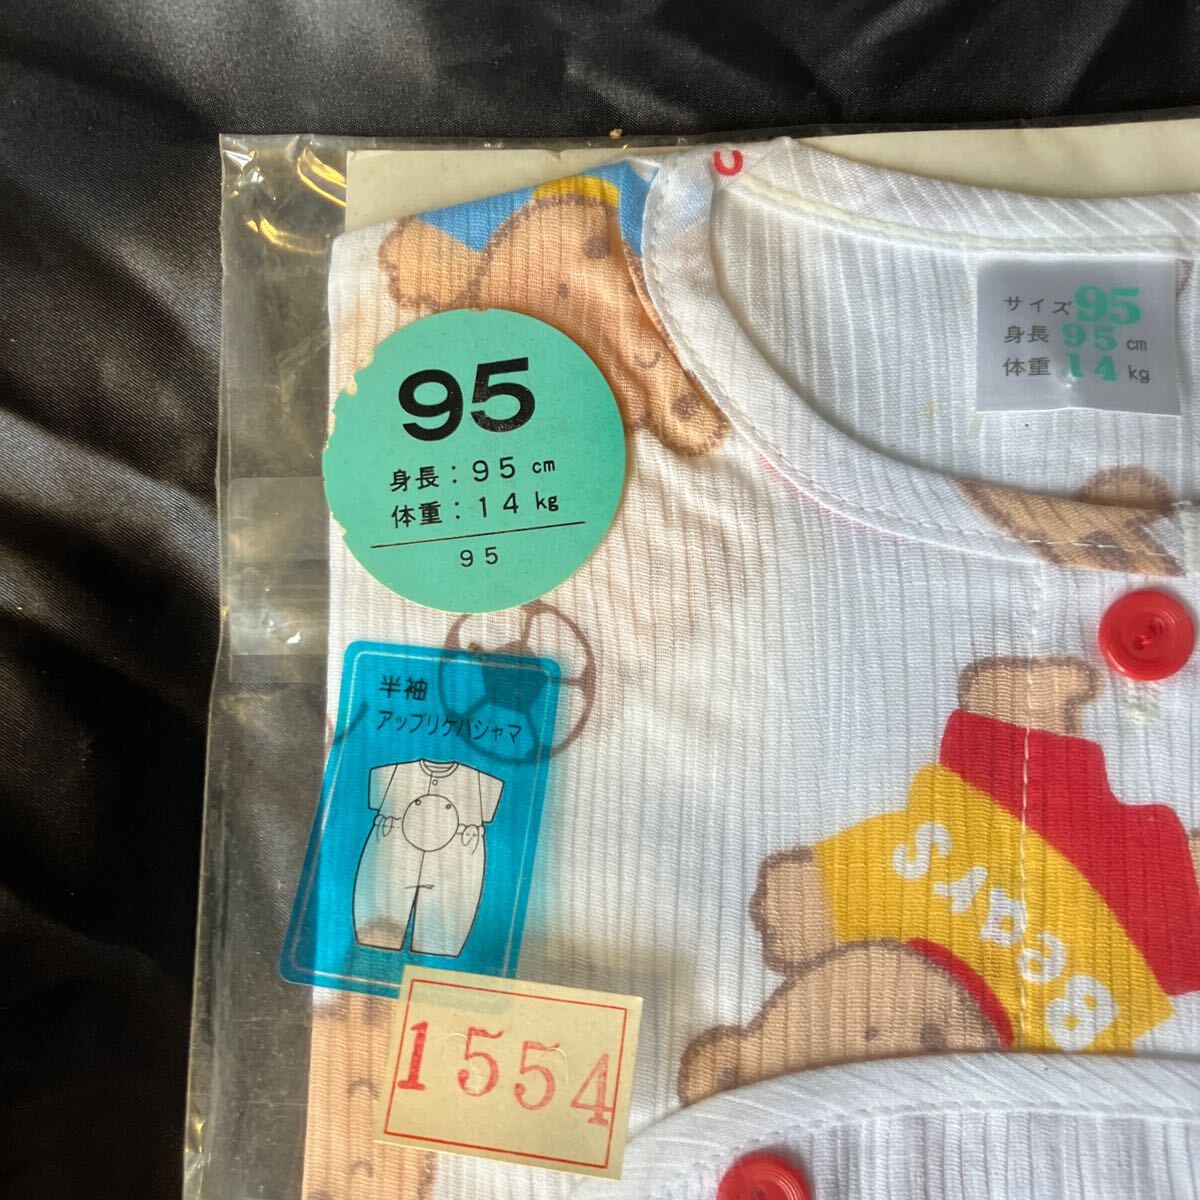 95
身長：95cm
体重：14kg
95
サイズ95
身長95cm
体重14kg
半袖
アップリケパジャマ
Bears
1554